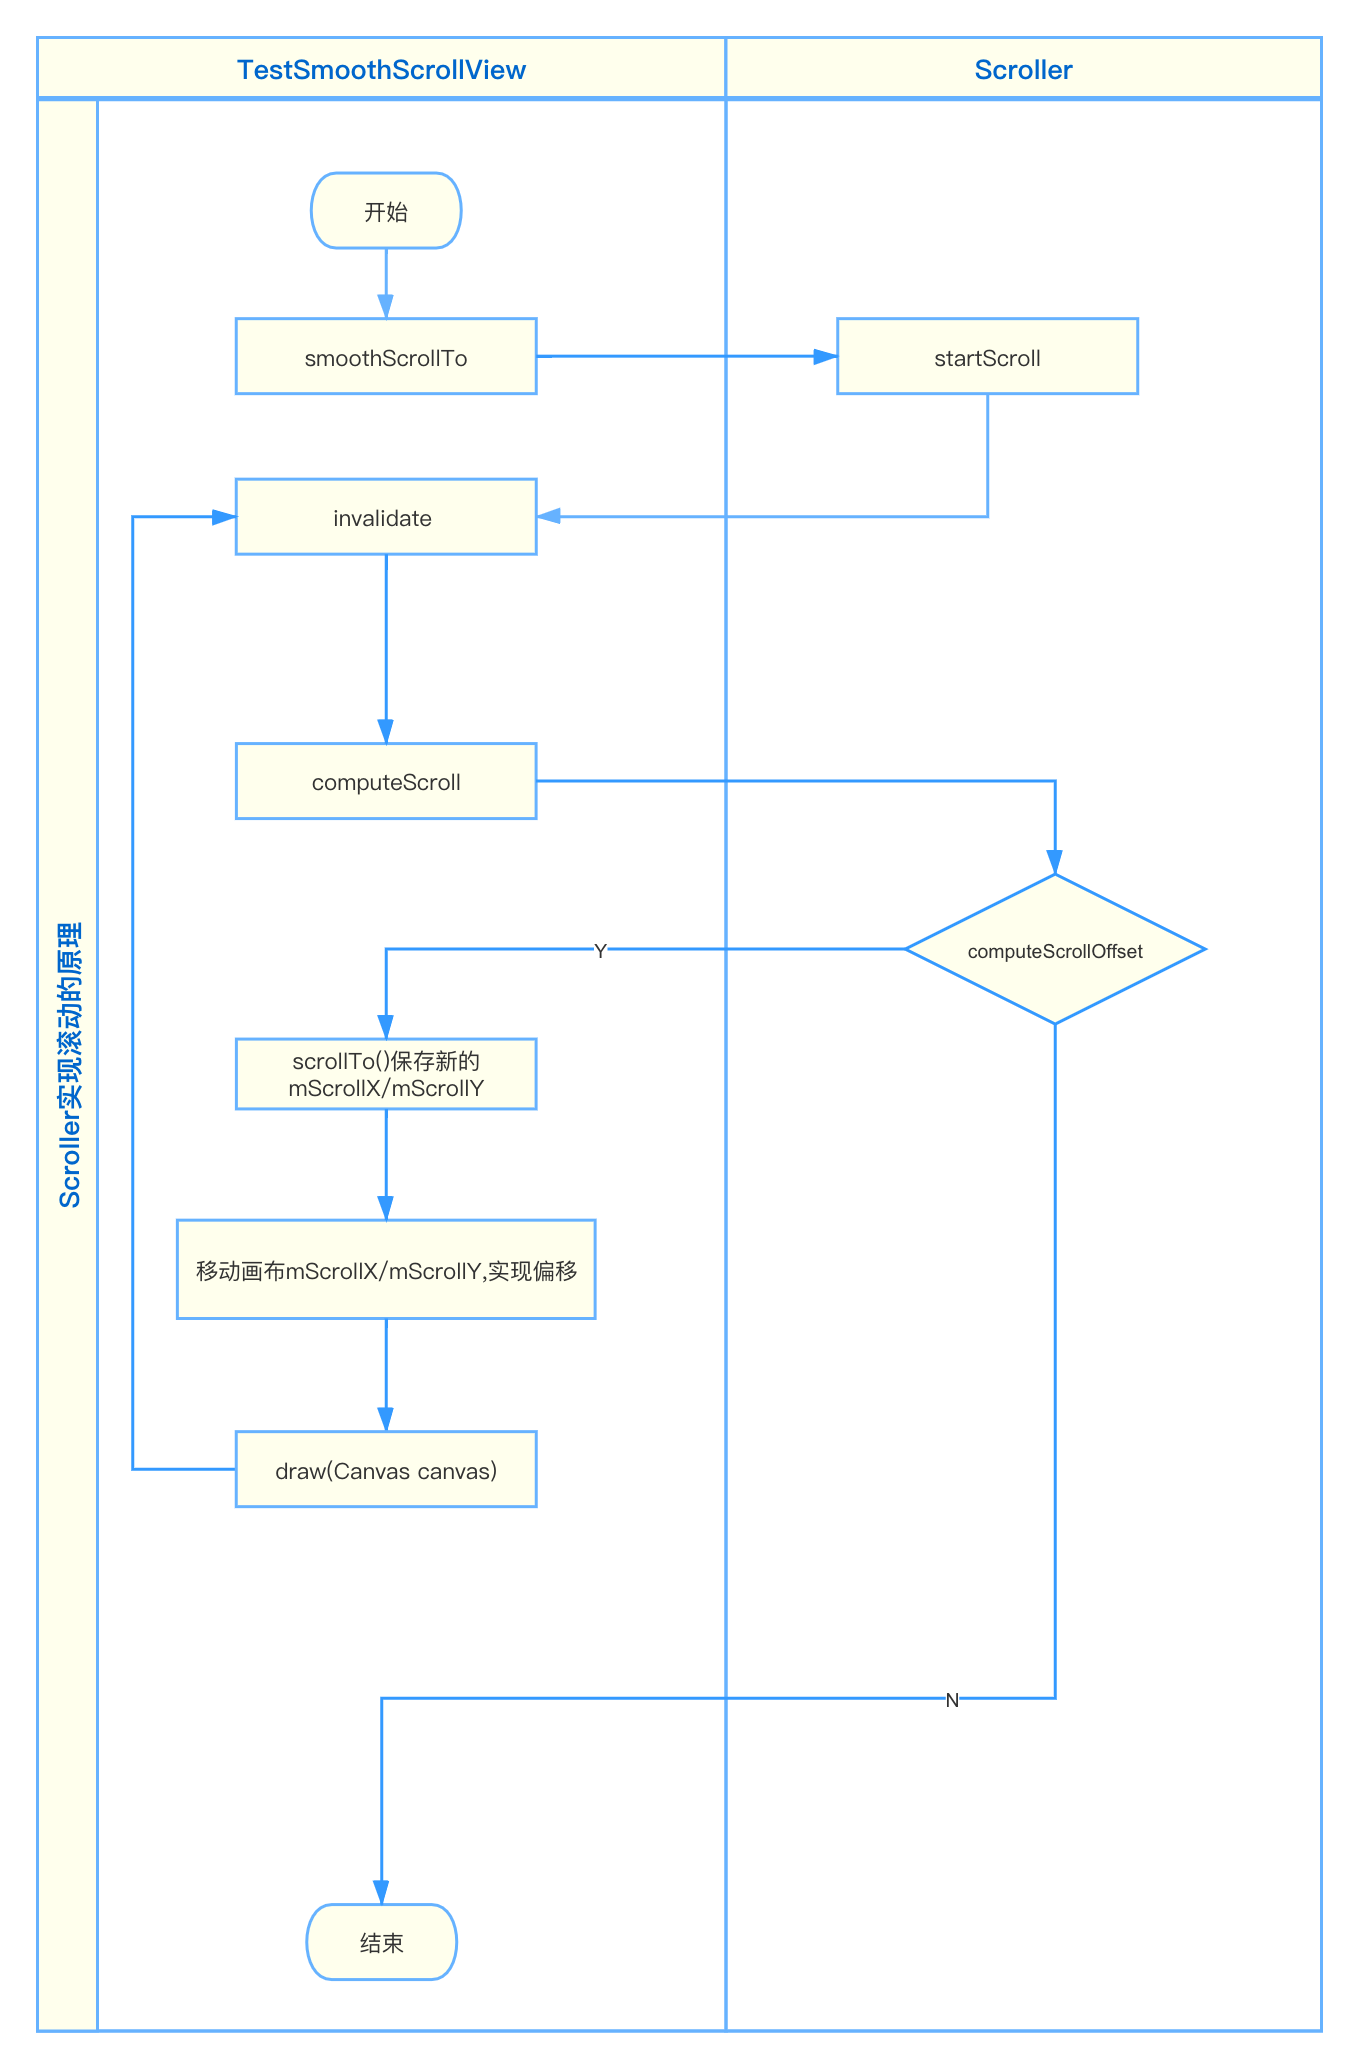 TestSmoothScrollView
Scroller
Scroller实现滚动的原理
开始
smoothScrollTo
startScroll
invalidate
computeScroll
computeScrollOffset
Y
scrollTo()保存新的
mScrollX/mScrollY
移动画布mScrollX/mScrollY,实现偏移
draw(Canvas canvas)
N
结束